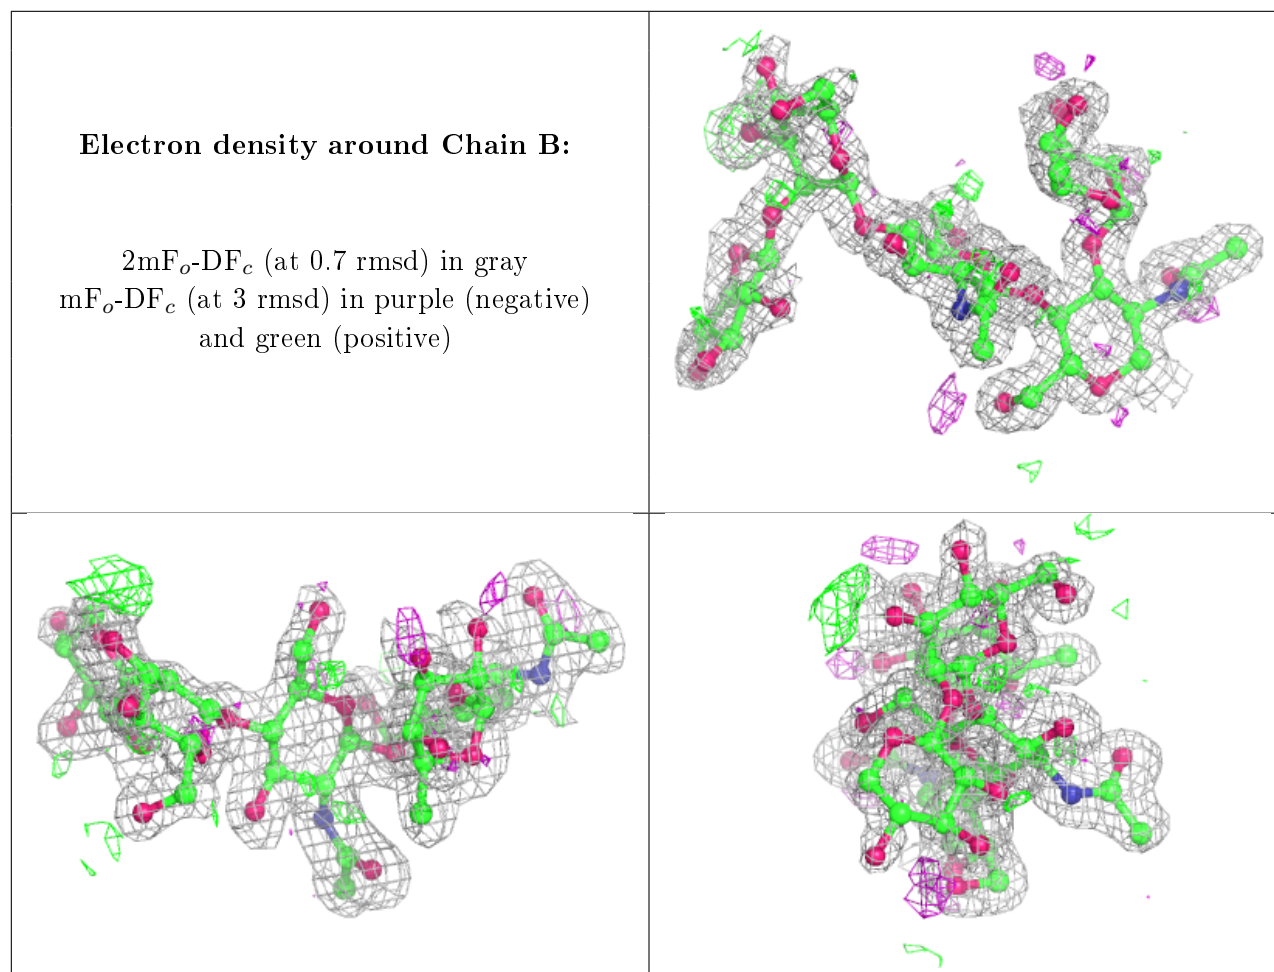 Electron density around Chain B:
2mFₒ-DF𝒸 (at 0.7 rmsd) in gray
mFₒ-DF𝒸 (at 3 rmsd) in purple (negative)
and green (positive)